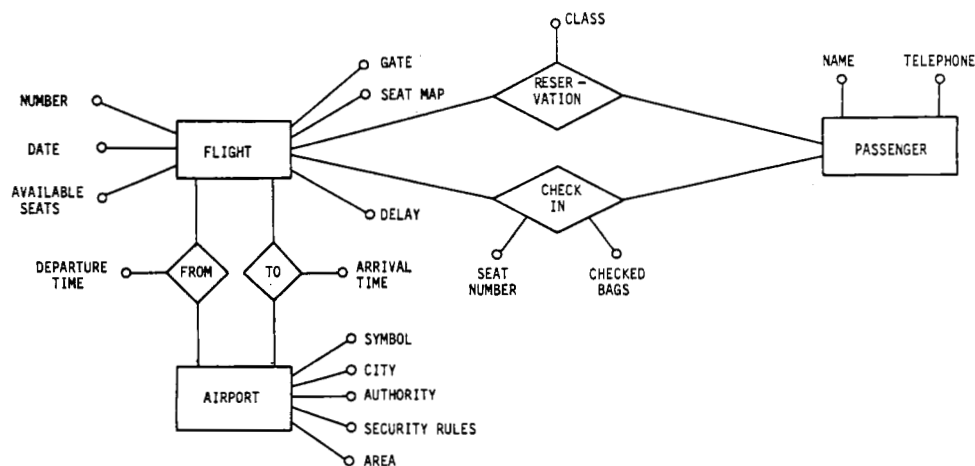 CLASS
GATE
RESER-
VATION
NAME
TELEPHONE
NUMBER
SEAT MAP
DATE
FLIGHT
PASSENGER
AVAILABLE
SEATS
DELAY
CHECK
IN
SEAT
NUMBER
CHECKED
BAGS
DEPARTURE
TIME
FROM
TO
ARRIVAL
TIME
SYMBOL
CITY
AIRPORT
AUTHORITY
SECURITY RULES
AREA